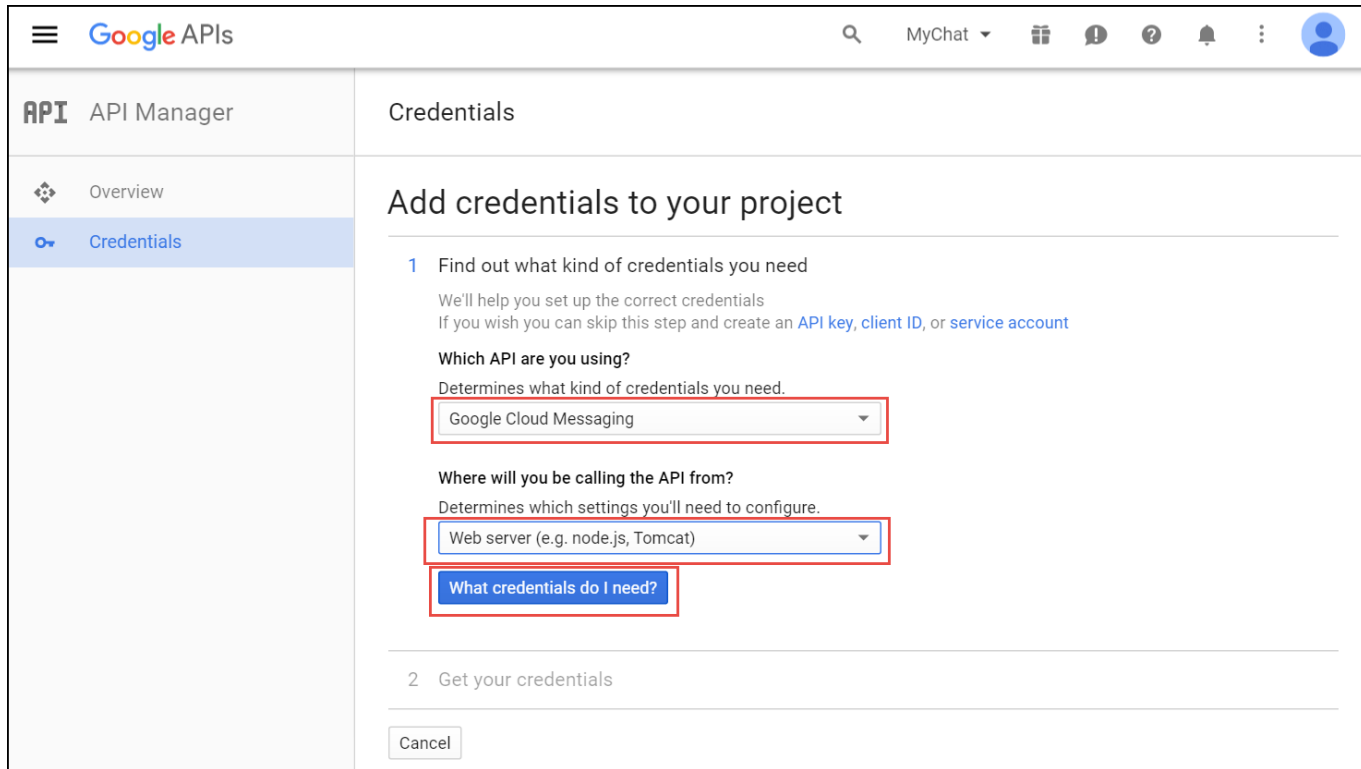 Google APIs
MyChat
API API Manager
Credentials
Overview
Credentials
Add credentials to your project
1 Find out what kind of credentials you need
We'll help you set up the correct credentials
If you wish you can skip this step and create an API key, client ID, or service account
Which API are you using?
Determines what kind of credentials you need.
Google Cloud Messaging
Where will you be calling the API from?
Determines which settings you'll need to configure.
Web server (e.g. node.js, Tomcat)
What credentials do I need?
2 Get your credentials
Cancel